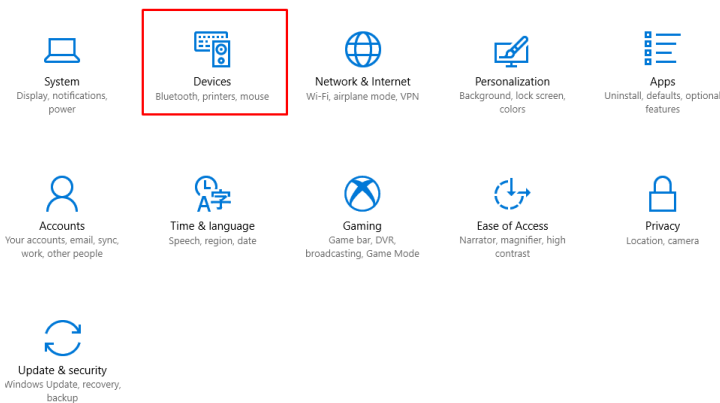 System
Display, notifications,
power
Devices
Bluetooth, printers, mouse
Network & Internet
Wi-Fi, airplane mode, VPN
Personalization
Background, lock screen,
colors
Apps
Uninstall, defaults, optional
features
Accounts
Your accounts, email, sync,
work, other people
Time & language
Speech, region, date
Gaming
Game bar, DVR,
broadcasting, Game Mode
Ease of Access
Narrator, magnifier, high
contrast
Privacy
Location, camera
Update & security
Windows Update, recovery,
backup